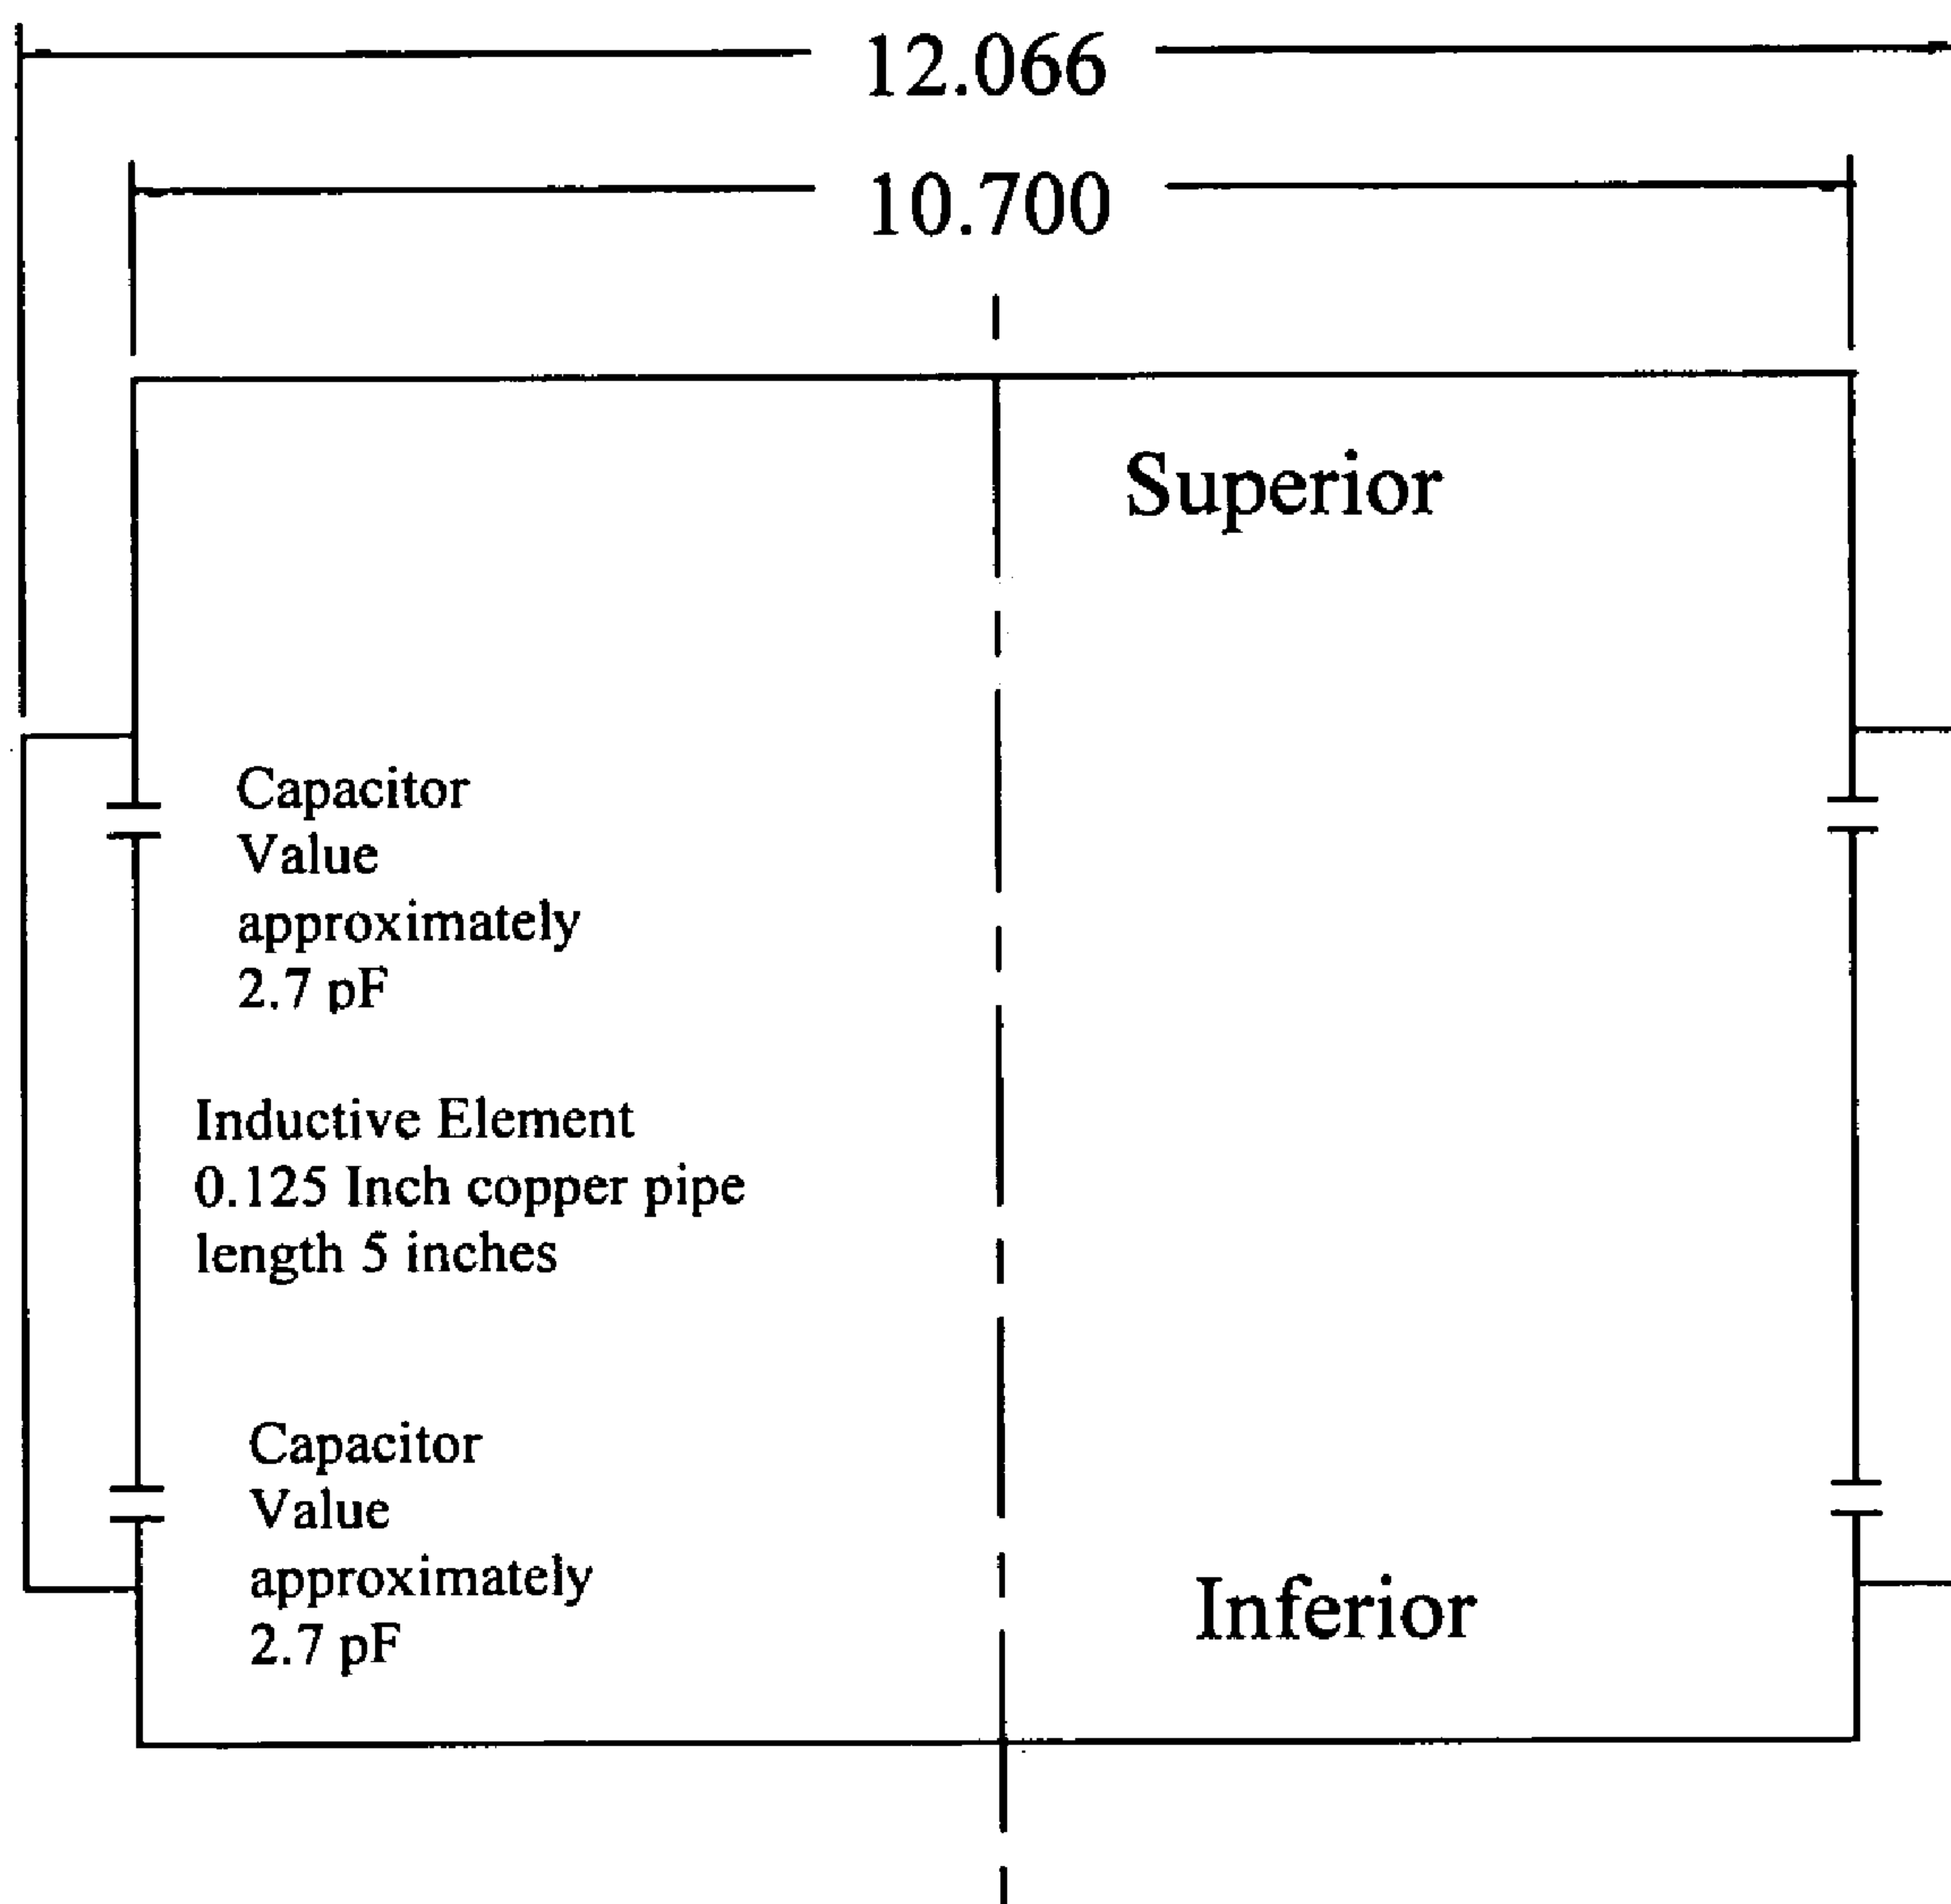 12.066
10.700
Superior
Capacitor
Value
approximately
2.7 pF
Inductive Element
0.125 Inch copper pipe
length 5 inches
Capacitor
Value
approximately
2.7 pF
Inferior